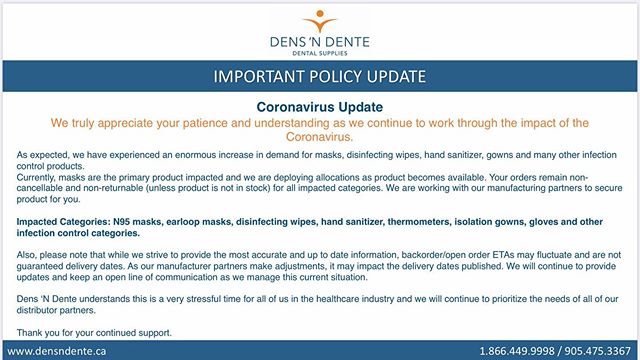 DENS 'N DENTE
DENTAL SUPPLIES
IMPORTANT POLICY UPDATE
Coronavirus Update
We truly appreciate your patience and understanding as we continue to work through the impact of the
Coronavirus.
As expected, we have experienced an enormous increase in demand for masks, disinfecting wipes, hand sanitizer, gowns and many other infection
control products.
Currently, masks are the primary product impacted and we are deploying allocations as product becomes available. Your orders remain non-
cancellable and non-returnable (unless product is not in stock) for all impacted categories. We are working with our manufacturing partners to secure
product for you.
Impacted Categories: N95 masks, earloop masks, disinfecting wipes, hand sanitizer, thermometers, isolation gowns, gloves and other
infection control categories.
Also, please note that while we strive to provide the most accurate and up to date information, backorder/open order ETAs may fluctuate and are not
guaranteed delivery dates. As our manufacturer partners make adjustments, it may impact the delivery dates published. We will continue to provide
updates and keep an open line of communication as we manage this current situation.
Dens 'N Dente understands this is a very stressful time for all of us in the healthcare industry and we will continue to prioritize the needs of all of our
distributor partners.
Thank you for your continued support.
www.densndente.ca
1.866.449.9998 / 905.475.3367